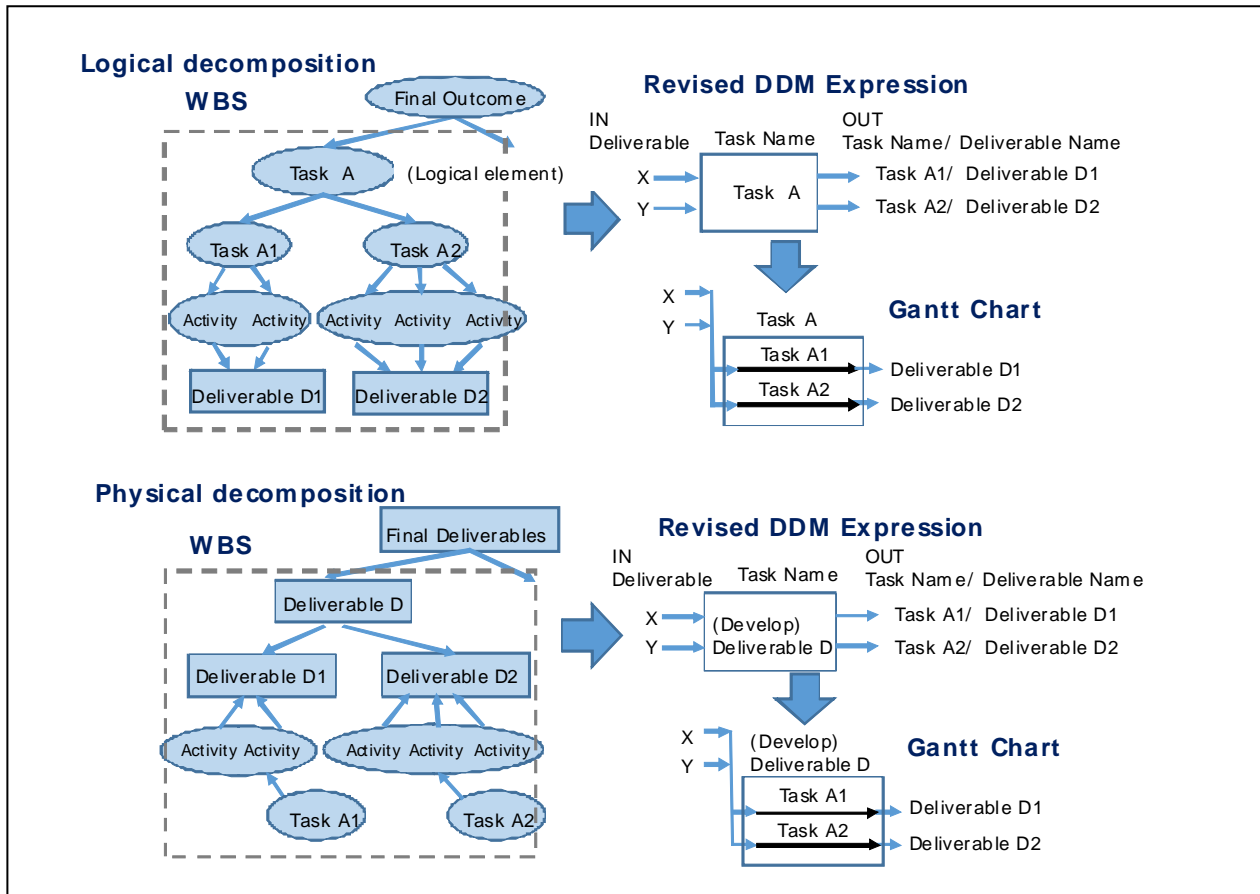 Logical decomposition
WBS
Final Outcome
Task A
(Logical element)
Task A1
Task A2
Activity Activity
Activity Activity Activity
Deliverable D1
Deliverable D2
Revised DDM Expression
IN
Deliverable
Task Name
OUT
Task Name/ Deliverable Name
X
Y
Task A
Task A1/ Deliverable D1
Task A2/ Deliverable D2
X
Y
Gantt Chart
Task A
Task A1
Task A2
Deliverable D1
Deliverable D2
Physical decomposition
WBS
Final Deliverables
Deliverable D
Deliverable D1
Deliverable D2
Activity Activity
Activity Activity Activity
Task A1
Task A2
Revised DDM Expression
IN
Deliverable
Task Name
OUT
Task Name/ Deliverable Name
X
Y
(Develop)
Deliverable D
Task A1/ Deliverable D1
Task A2/ Deliverable D2
X
Y
(Develop)
Deliverable D
Gantt Chart
Task A1
Task A2
Deliverable D1
Deliverable D2